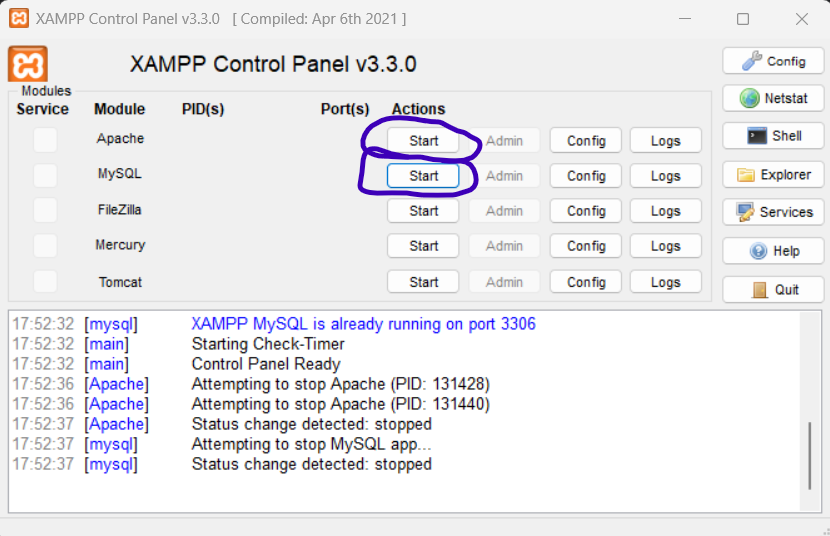 XAMPP Control Panel v3.3.0 [ Compiled: Apr 6th 2021 ]
XAMPP Control Panel v3.3.0
Config
Modules
Service Module PID(s) Port(s) Actions
Netstat
Apache Start Admin Config Logs
Shell
MySQL Start Admin Config Logs
Explorer
FileZilla Start Admin Config Logs
Services
Mercury Start Admin Config Logs
Help
Tomcat Start Admin Config Logs
Quit
17:52:32 [mysql] XAMPP MySQL is already running on port 3306
17:52:32 [main] Starting Check-Timer
17:52:32 [main] Control Panel Ready
17:52:36 [Apache] Attempting to stop Apache (PID: 131428)
17:52:36 [Apache] Attempting to stop Apache (PID: 131440)
17:52:37 [Apache] Status change detected: stopped
17:52:37 [mysql] Attempting to stop MySQL app...
17:52:37 [mysql] Status change detected: stopped